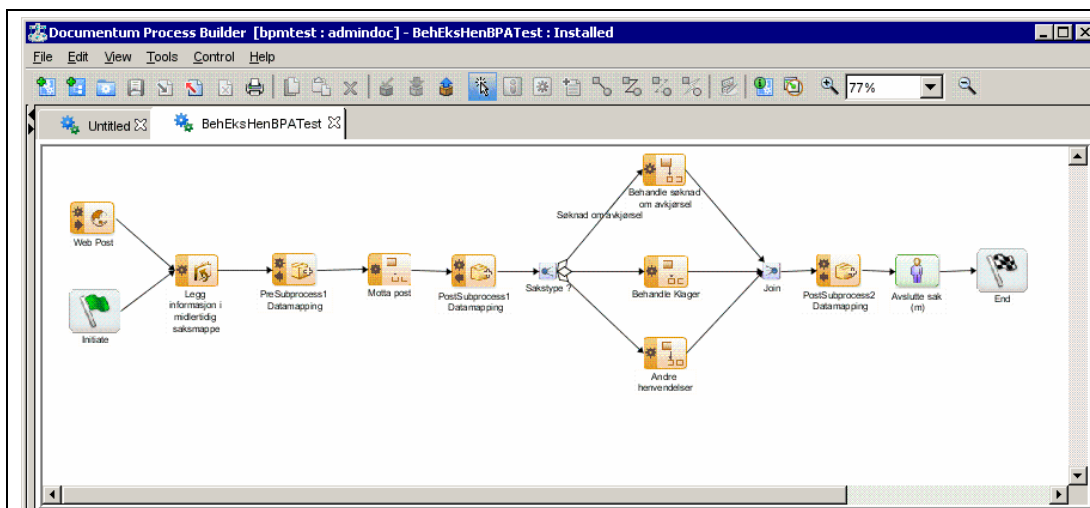 Documentum Process Builder [bpmtest : admindoc] - BehEksHenBPATest : Installed
File Edit View Tools Control Help
77%
Untitled
BehEksHenBPATest
Web Post
Initiate
Legg
informasjon i
midlertidig
saksmappe
PreSubprocess1
Datamapping
Motta post
PostSubprocess1
Datamapping
Sakstype ?
Søknad om avkjørsel
Behandle søknad
om avkjørsel
Behandle Klager
Andre
henvendelser
Join
PostSubprocess2
Datamapping
Avslutte sak
(m)
End